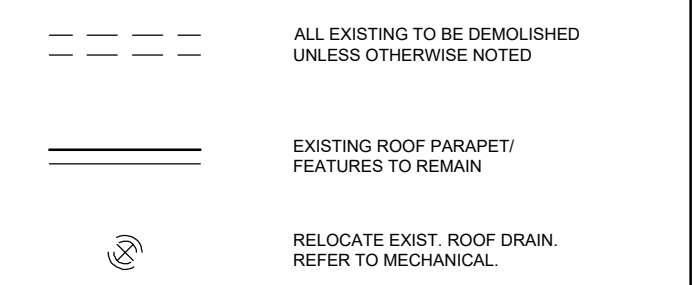 ALL EXISTING TO BE DEMOLISHED
UNLESS OTHERWISE NOTED
EXISTING ROOF PARAPET/
FEATURES TO REMAIN
RELOCATE EXIST. ROOF DRAIN.
REFER TO MECHANICAL.